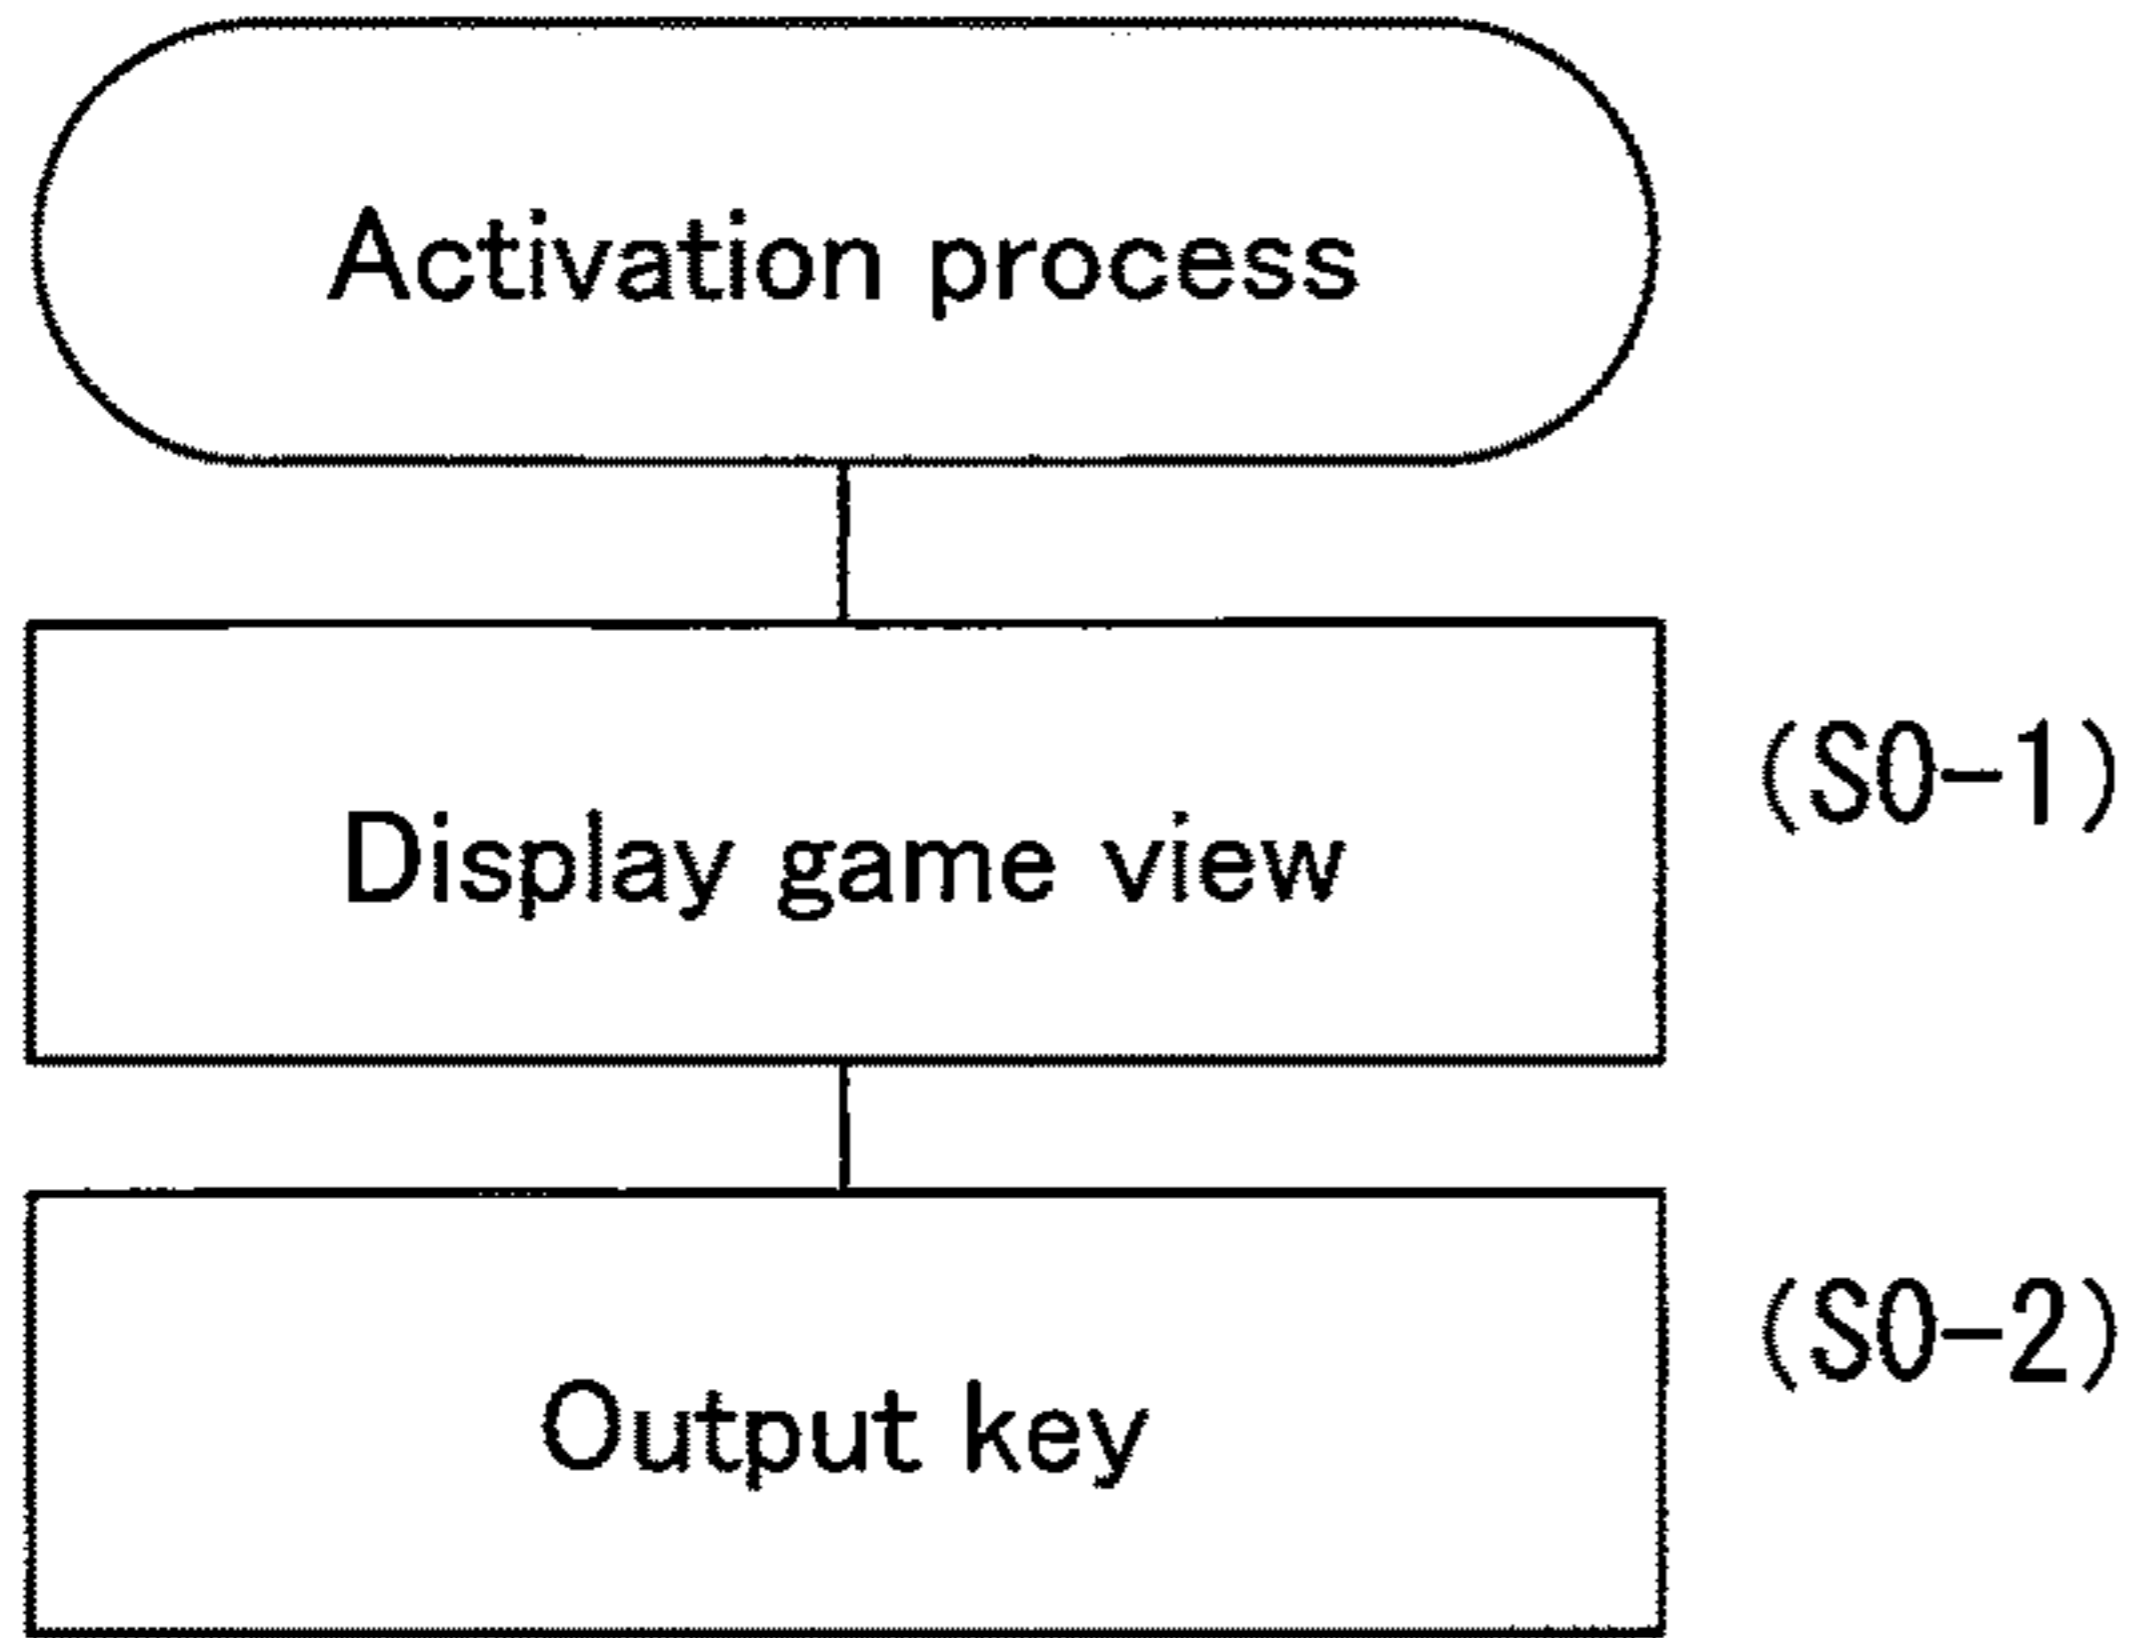 Activation process
(S0-1)
Display game view
(S0-2)
Output key